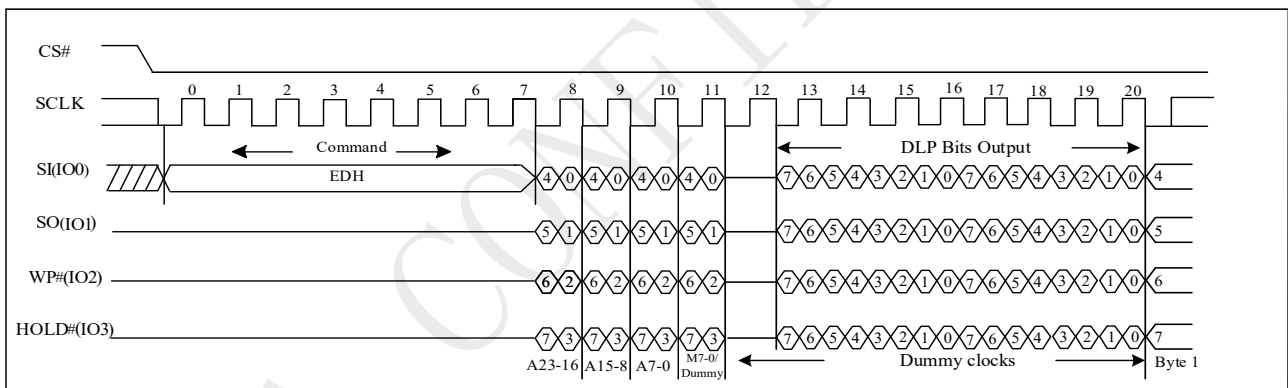 CONFI
CS#
SCLK
0 1 2 3 4 5 6 7 8 9 10 11 12 13 14 15 16 17 18 19 20
Command
DLP Bits Output
SI(IO0)
EDH
4 0 4 0 4 0 4 0 7 6 5 4 3 2 1 0 7 6 5 4 3 2 1 0 4
SO(IO1)
5 1 5 1 5 1 5 1 7 6 5 4 3 2 1 0 7 6 5 4 3 2 1 0 5
WP#(IO2)
6 2 6 2 6 2 6 2 7 6 5 4 3 2 1 0 7 6 5 4 3 2 1 0 6
HOLD#(IO3)
7 3 7 3 7 3 7 3 7 6 5 4 3 2 1 0 7 6 5 4 3 2 1 0 7
A23-16 A15-8 A7-0 M7-0/
Dummy
Dummy clocks
Byte 1